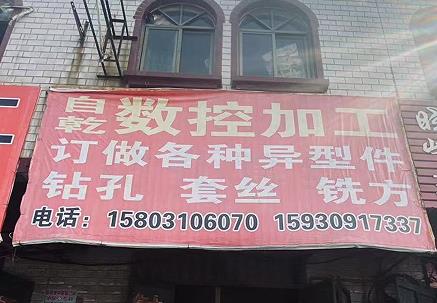 自乾 数控加工
订做各种异型件
钻孔 套丝 铣方
电话：15803106070 15930917337